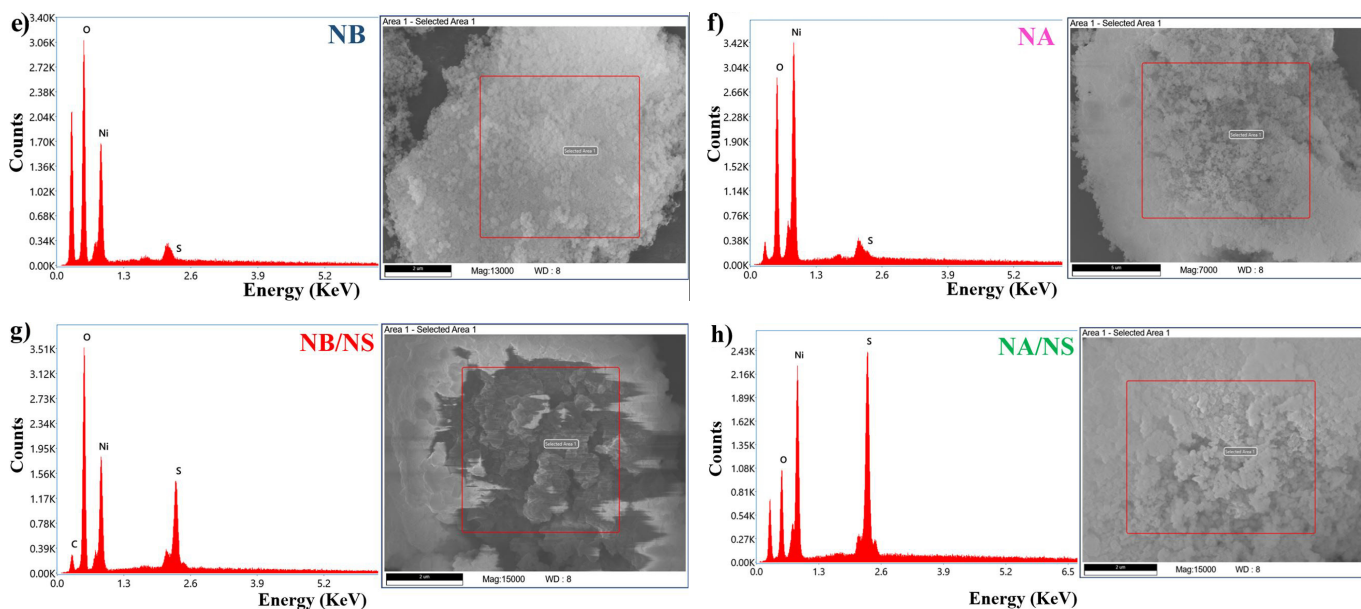 e)
NB
3.40K
3.06K
2.72K
2.38K
2.04K
1.70K
1.36K
1.02K
0.68K
0.34K
0.00K
O
Ni
S
0.0 1.3 2.6 3.9 5.2
Counts
Energy (KeV)
Area 1 - Selected Area 1
Selected Area 1
2 um Mag:13000 WD : 8
f)
NA
3.42K
3.04K
2.66K
2.28K
1.90K
1.52K
1.14K
0.76K
0.38K
0.00K
Ni
O
S
0.0 1.3 2.6 3.9 5.2
Counts
Energy (KeV)
Area 1 - Selected Area 1
Selected Area 1
5 um Mag:7000 WD : 8
g)
NB/NS
3.51K
3.12K
2.73K
2.34K
1.95K
1.56K
1.17K
0.78K
0.39K
0.00K
O
Ni
S
C
0.0 1.3 2.6 3.9 5.2
Counts
Energy (KeV)
Area 1 - Selected Area 1
Selected Area 1
2 um Mag:15000 WD : 8
h)
NA/NS
2.43K
2.16K
1.89K
1.62K
1.35K
1.08K
0.81K
0.54K
0.27K
0.00K
S
Ni
O
0.0 1.3 2.6 3.9 5.2 6.5
Counts
Energy (KeV)
Area 1 - Selected Area 1
Selected Area 1
2 um Mag:15000 WD : 8